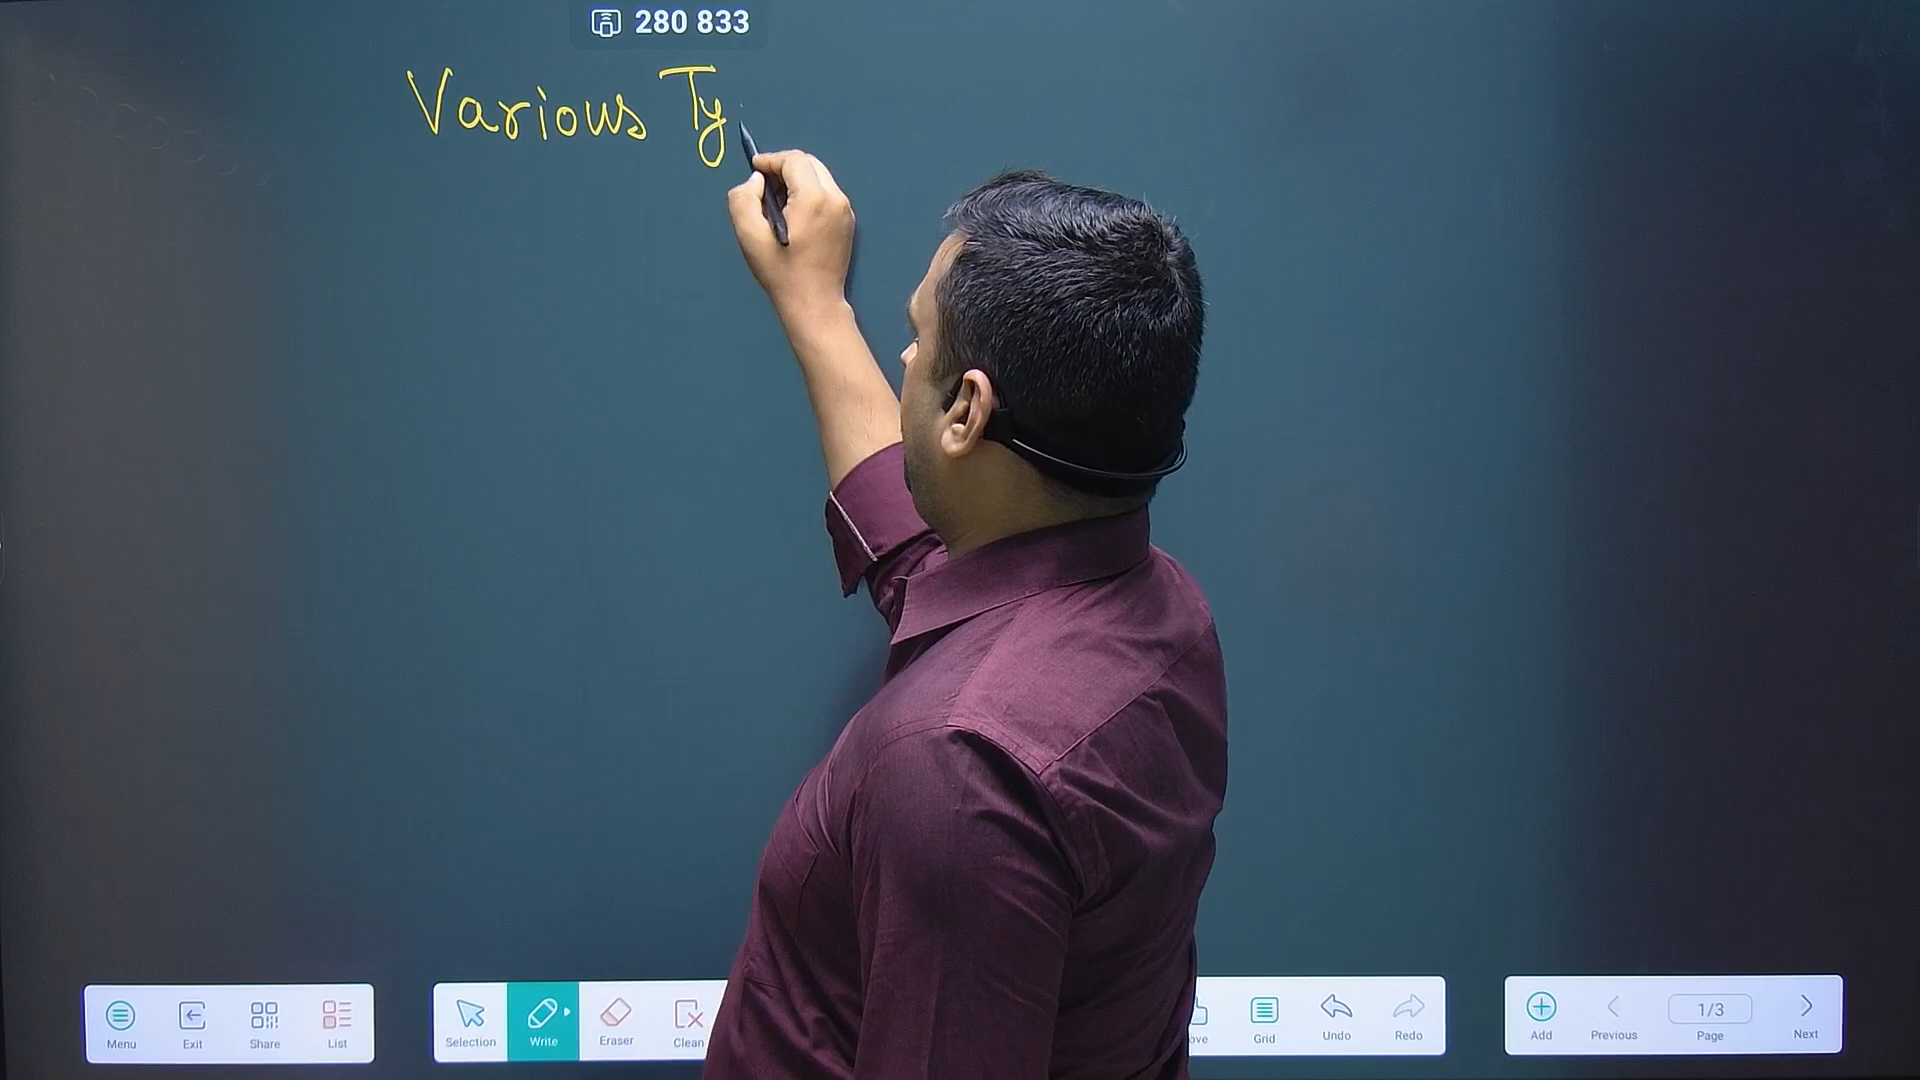 280 833
Various Ty
Menu Exit Share List Selection Write Eraser Clean Grid Undo Redo Add Previous 1/3 Page Next